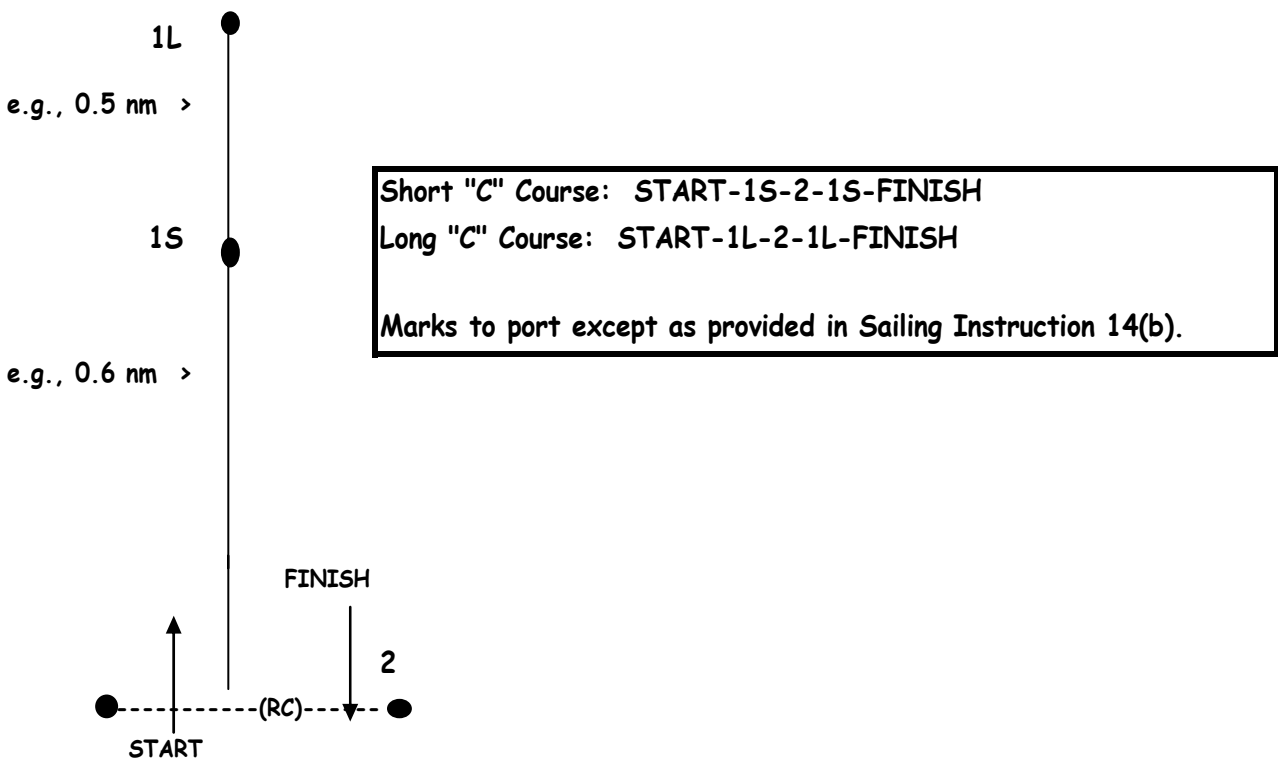 1L
e.g., 0.5 nm >
Short "C" Course: START-1S-2-1S-FINISH
1S
Long "C" Course: START-1L-2-1L-FINISH
Marks to port except as provided in Sailing Instruction 14(b).
e.g., 0.6 nm >
FINISH
2
(RC)
START